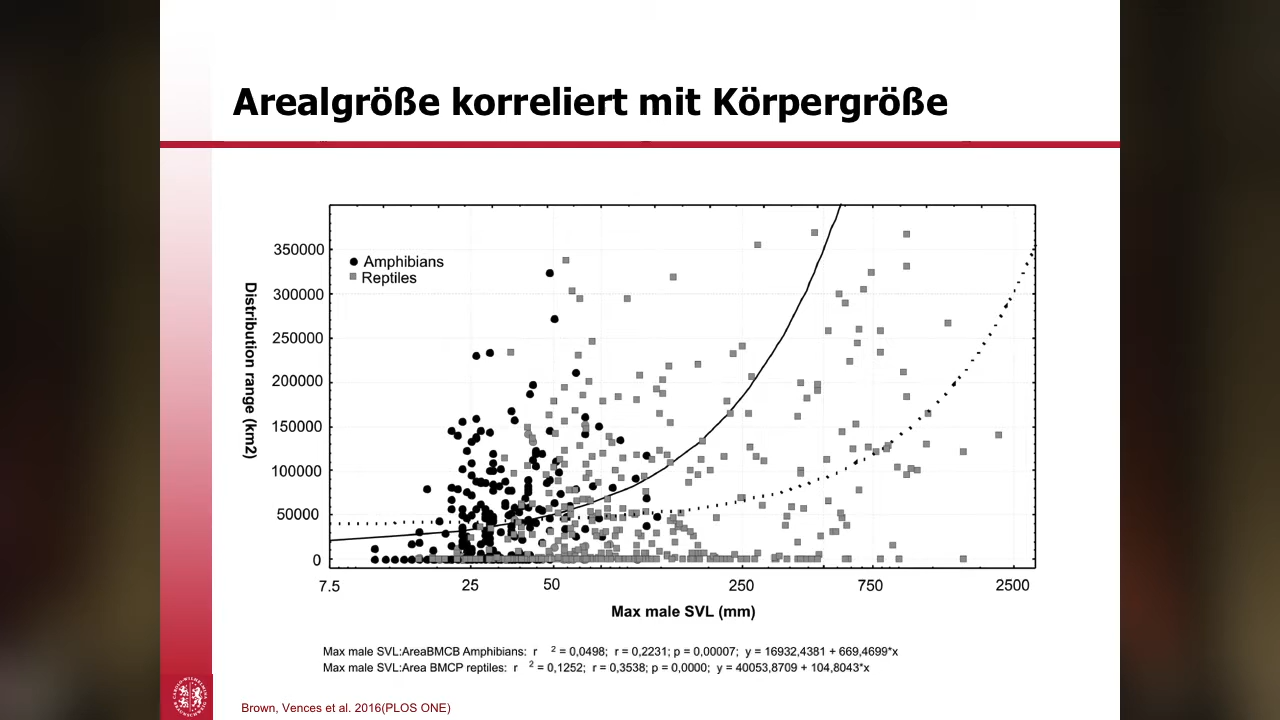 Arealgröße korreliert mit Körpergröße
350000
300000
250000
200000
150000
100000
50000
0
Distribution range (km2)
Amphibians
Reptiles
7.5 25 50 250 750 2500
Max male SVL (mm)
Max male SVL:AreaBMCB Amphibians: r 2 = 0,0498; r = 0,2231; p = 0,00007; y = 16932,4381 + 669,4699*x
Max male SVL:Area BMCP reptiles: r 2 = 0,1252; r = 0,3538; p = 0,0000; y = 40053,8709 + 104,8043*x
Brown, Vences et al. 2016(PLOS ONE)